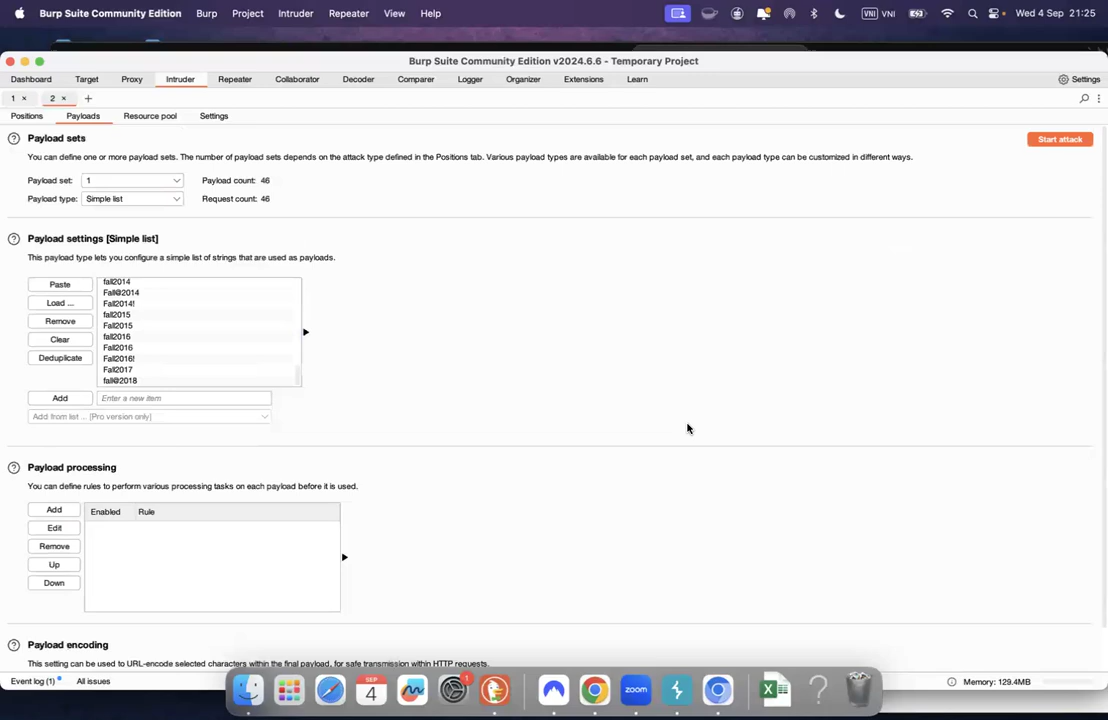 Burp Suite Community Edition Burp Project Intruder Repeater View Help VNI VNI Wed 4 Sep 21:25
Burp Suite Community Edition v2024.6.6 - Temporary Project
Dashboard Target Proxy Intruder Repeater Collaborator Decoder Comparer Logger Organizer Extensions Learn Settings
1 × 2 × +
Positions Payloads Resource pool Settings
? Payload sets Start attack
You can define one or more payload sets. The number of payload sets depends on the attack type defined in the Positions tab. Various payload types are available for each payload set, and each payload type can be customized in different ways.
Payload set: 1 Payload count: 46
Payload type: Simple list Request count: 46
? Payload settings [Simple list]
This payload type lets you configure a simple list of strings that are used as payloads.
Paste
Load ...
Remove
Clear
Deduplicate
fall2014
Fall@2014
Fall2014!
fall2015
Fall2015
fall2016
Fall2016
Fall2016!
Fall2017
fall@2018
Add Enter a new item
Add from list ... [Pro version only]
? Payload processing
You can define rules to perform various processing tasks on each payload before it is used.
Add
Edit
Remove
Up
Down
Enabled Rule
? Payload encoding
This setting can be used to URL-encode selected characters within the final payload, for safe transmission within HTTP requests.
Event log (1) All issues Memory: 129.4MB
SEP
4
1
zoom
X
?